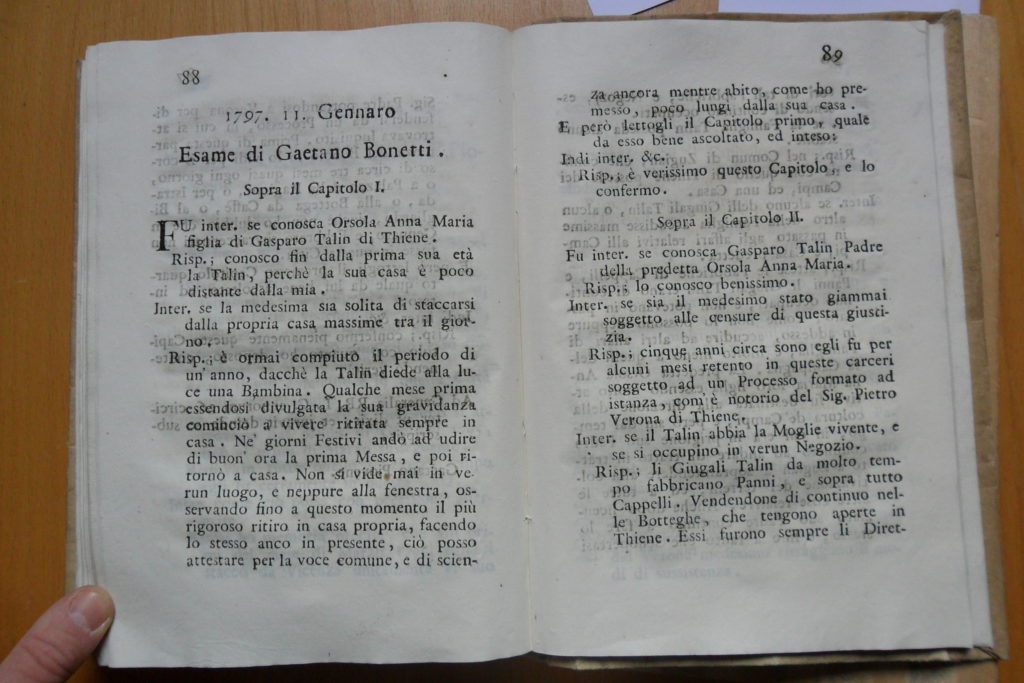 88
1797. 11. Gennaro
Esame di Gaetano Bonetti.
Sopra il Capitolo I.
FU inter. se conosca Orsola Anna Maria
figlia di Gasparo Talin di Thiene.
Risp.; conosco fin dalla prima sua età
la Talin, perchè la sua casa è poco
distante dalla mia.
Inter. se la medesima sia solita di staccarsi
dalla propria casa massime tra il gior-
no.
Risp.; è ormai compiuto il periodo di
un' anno, dacchè la Talin diede alla lu-
ce una Bambina. Qualche mese prima
essendosi divulgata la sua gravidanza
cominciò a vivere ritirata sempre in
casa. Ne' giorni Festivi andò ad udire
di buon' ora la prima Messa, e poi ri-
tornò a casa. Non si vide mai in ve-
run luogo, e neppure alla fenestra, os-
servando fino a questo momento il più
rigoroso ritiro in casa propria, facendo
lo stesso anco in presente, ciò posso
attestare per la voce comune, e di scien-
89
za ancora mentre abito, come ho pre-
messo, poco lungi dalla sua casa.
E però lettogli il Capitolo primo, quale
da esso bene ascoltato, ed inteso:
Indi inter. &c.
Risp.; è verissimo questo Capitolo, e lo
confermo.
Sopra il Capitolo II.
Fu inter. se conosca Gasparo Talin Padre
della predetta Orsola Anna Maria.
Risp.; lo conosco benissimo.
Inter. se sia il medesimo stato giammai
soggetto alle censure di questa giusti-
zia.
Risp.; cinque anni circa sono egli fu per
alcuni mesi retento in queste carceri
soggetto ad un Processo formato ad
istanza, com'è notorio del Sig. Pietro
Verona di Thiene.
Inter. se il Talin abbia la Moglie vivente, e
se si occupino in verun Negozio.
Risp.; li Giugali Talin da molto tem-
po fabbricano Panni, e sopra tutto
Cappelli. Vendendone di continuo nel-
le Botteghe, che tengono aperte in
Thiene. Essi furono sempre li Diret-